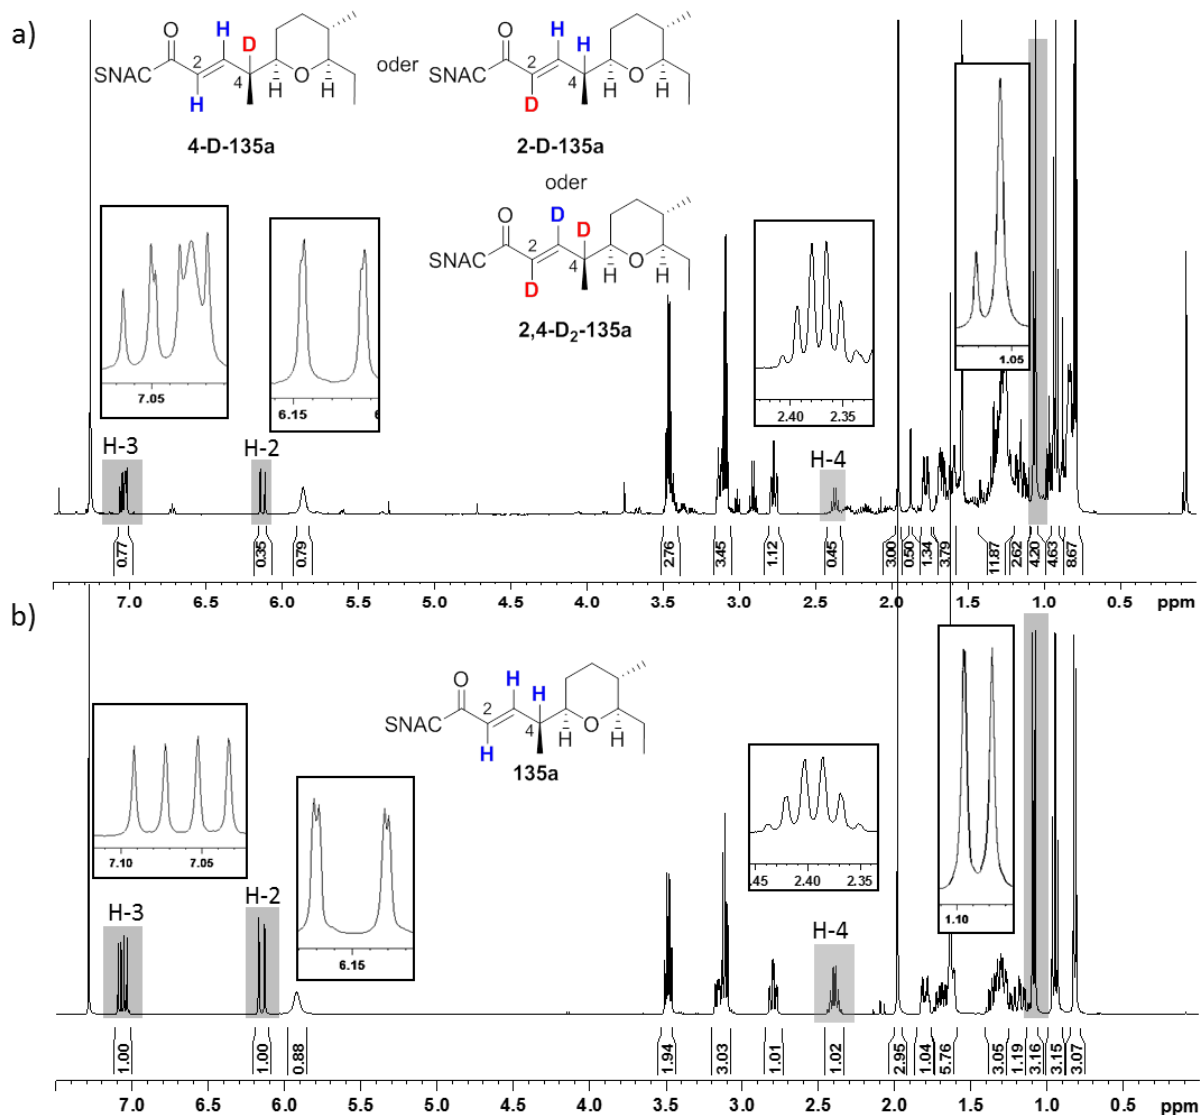 a)
O
H
D
2
4
SNAC
H
H
O
H
4-D-135a
oder
O
H
H
2
4
SNAC
D
H
O
H
2-D-135a
oder
O
D
D
2
4
SNAC
D
H
O
H
2,4-D2-135a
7.05
6.15
6
2.40 2.35
1.05
H-3
H-2
H-4
0.77 0.35 0.79 2.76 3.45 1.12 0.45 3.00 0.50 1.34 3.79 11.87 2.62 4.20 4.63 8.67
7.0 6.5 6.0 5.5 5.0 4.5 4.0 3.5 3.0 2.5 2.0 1.5 1.0 0.5 ppm
b)
O
H
H
2
4
SNAC
H
H
O
H
135a
7.10 7.05
6.15
.45 2.40 2.35
1.10
H-3
H-2
H-4
1.00 1.00 0.88 1.94 3.03 1.01 1.02 2.95 1.04 5.76 3.05 1.19 3.16 3.15 3.07
7.0 6.5 6.0 5.5 5.0 4.5 4.0 3.5 3.0 2.5 2.0 1.5 1.0 0.5 ppm